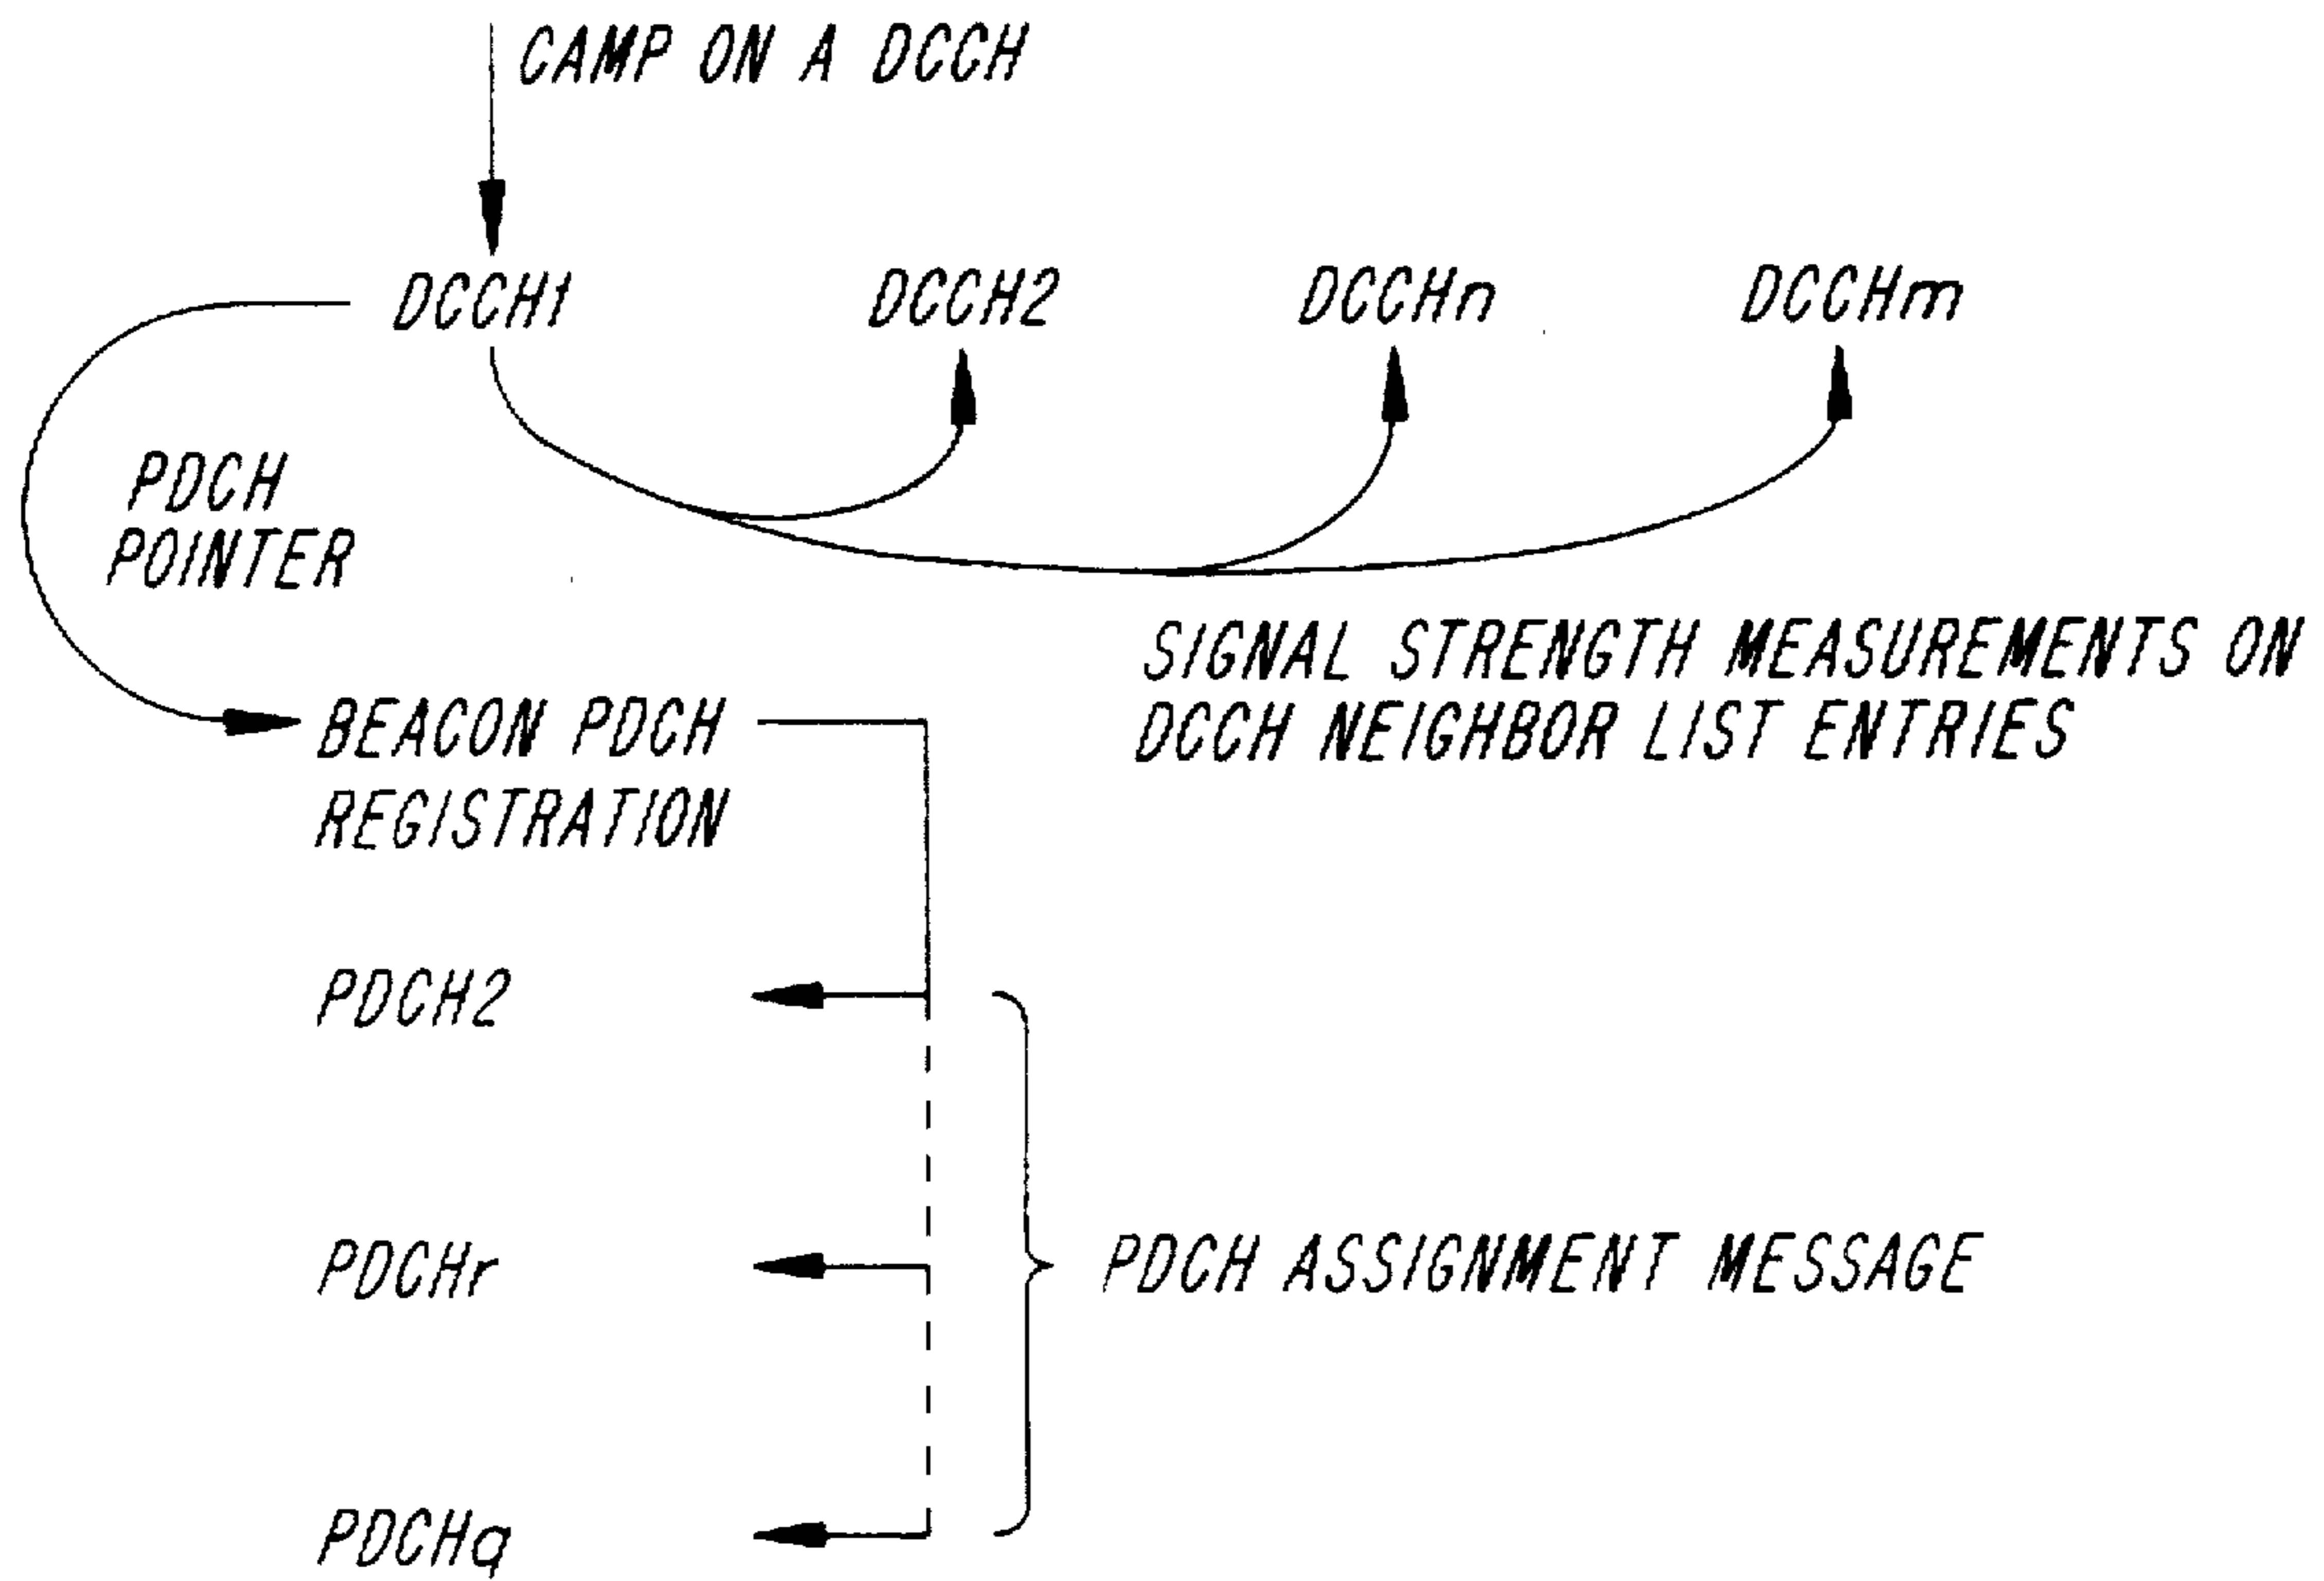 CAMP ON A DCCH
DCCH1 DCCH2 DCCHn DCCHm
PDCH
POINTER
SIGNAL STRENGTH MEASUREMENTS ON
DCCH NEIGHBOR LIST ENTRIES
BEACON PDCH
REGISTRATION
PDCH2
PDCHr
PDCH ASSIGNMENT MESSAGE
PDCHq